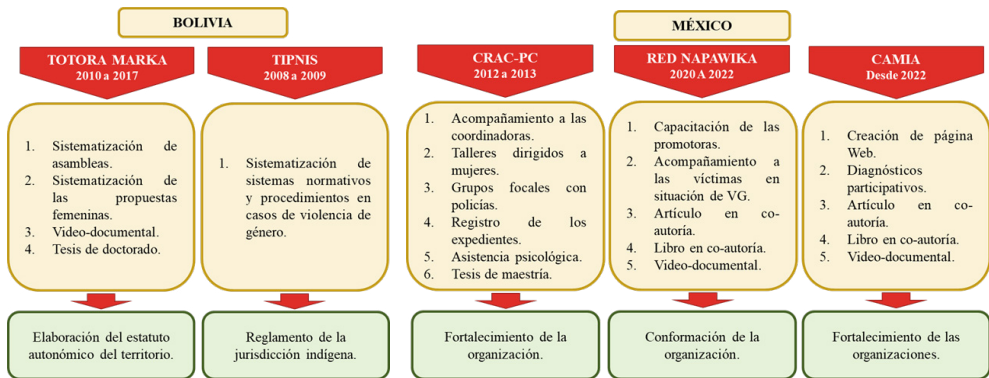 BOLIVIA
TOTORA MARKA
2010 a 2017
1. Sistematización de
asambleas.
2. Sistematización de
las propuestas
femeninas.
3. Video-documental.
4. Tesis de doctorado.
Elaboración del estatuto
autonómico del territorio.
TIPNIS
2008 a 2009
1. Sistematización de
sistemas normativos
y procedimientos en
casos de violencia de
género.
Reglamento de la
jurisdicción indígena.
MÉXICO
CRAC-PC
2012 a 2013
1. Acompañamiento a las
coordinadoras.
2. Talleres dirigidos a
mujeres.
3. Grupos focales con
policías.
4. Registro de los
expedientes.
5. Asistencia psicológica.
6. Tesis de maestría.
Fortalecimiento de la
organización.
RED NAPAWIKA
2020 A 2022
1. Capacitación de las
promotoras.
2. Acompañamiento a
las víctimas en
situación de VG.
3. Artículo en co-
autoría.
4. Libro en co-autoría.
5. Video-documental.
Conformación de la
organización.
CAMIA
Desde 2022
1. Creación de página
Web.
2. Diagnósticos
participativos.
3. Artículo en co-
autoría.
4. Libro en co-autoría.
5. Video-documental.
Fortalecimiento de las
organizaciones.